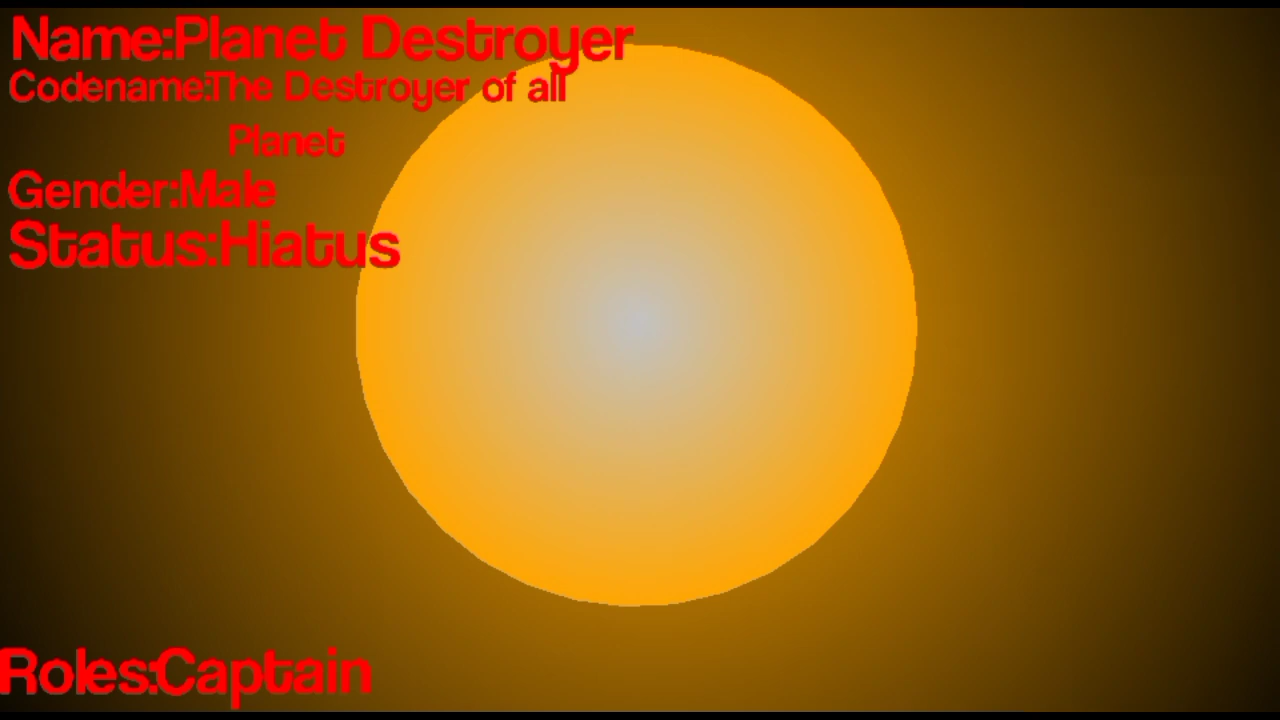 Name:Planet Destroyer
Codename:The Destroyer of all
Planet
Gender:Male
Status:Hiatus
Roles:Captain